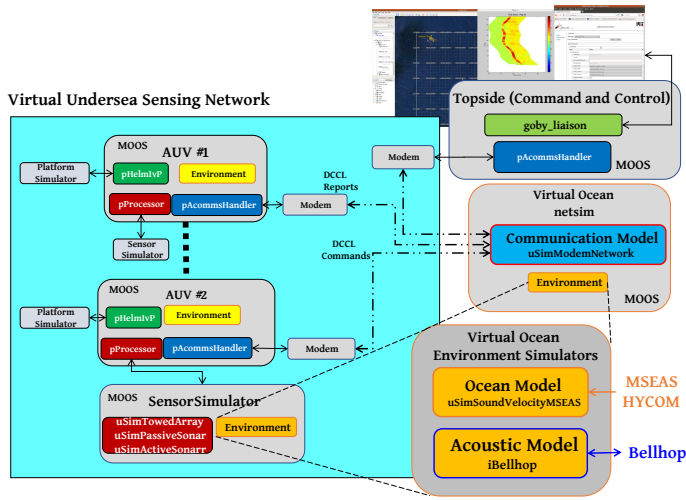 Virtual Undersea Sensing Network
Topside (Command and Control)
goby_liaison
pAcommsHandler
MOOS
Modem
MOOS
AUV #1
Platform
Simulator
pHelmIvP
Environment
pProcessor
pAcommsHandler
Modem
Sensor
Simulator
DCCL
Reports
DCCL
Commands
Virtual Ocean
netsim
Communication Model
uSimModemNetwork
Environment
MOOS
MOOS
AUV #2
Platform
Simulator
pHelmIvP
Environment
pProcessor
pAcommsHandler
Modem
MOOS
SensorSimulator
uSimTowedArray
uSimPassiveSonar
uSimActiveSonarr
Environment
Virtual Ocean
Environment Simulators
Ocean Model
uSimSoundVelocityMSEAS
MSEAS
HYCOM
Acoustic Model
iBellhop
Bellhop